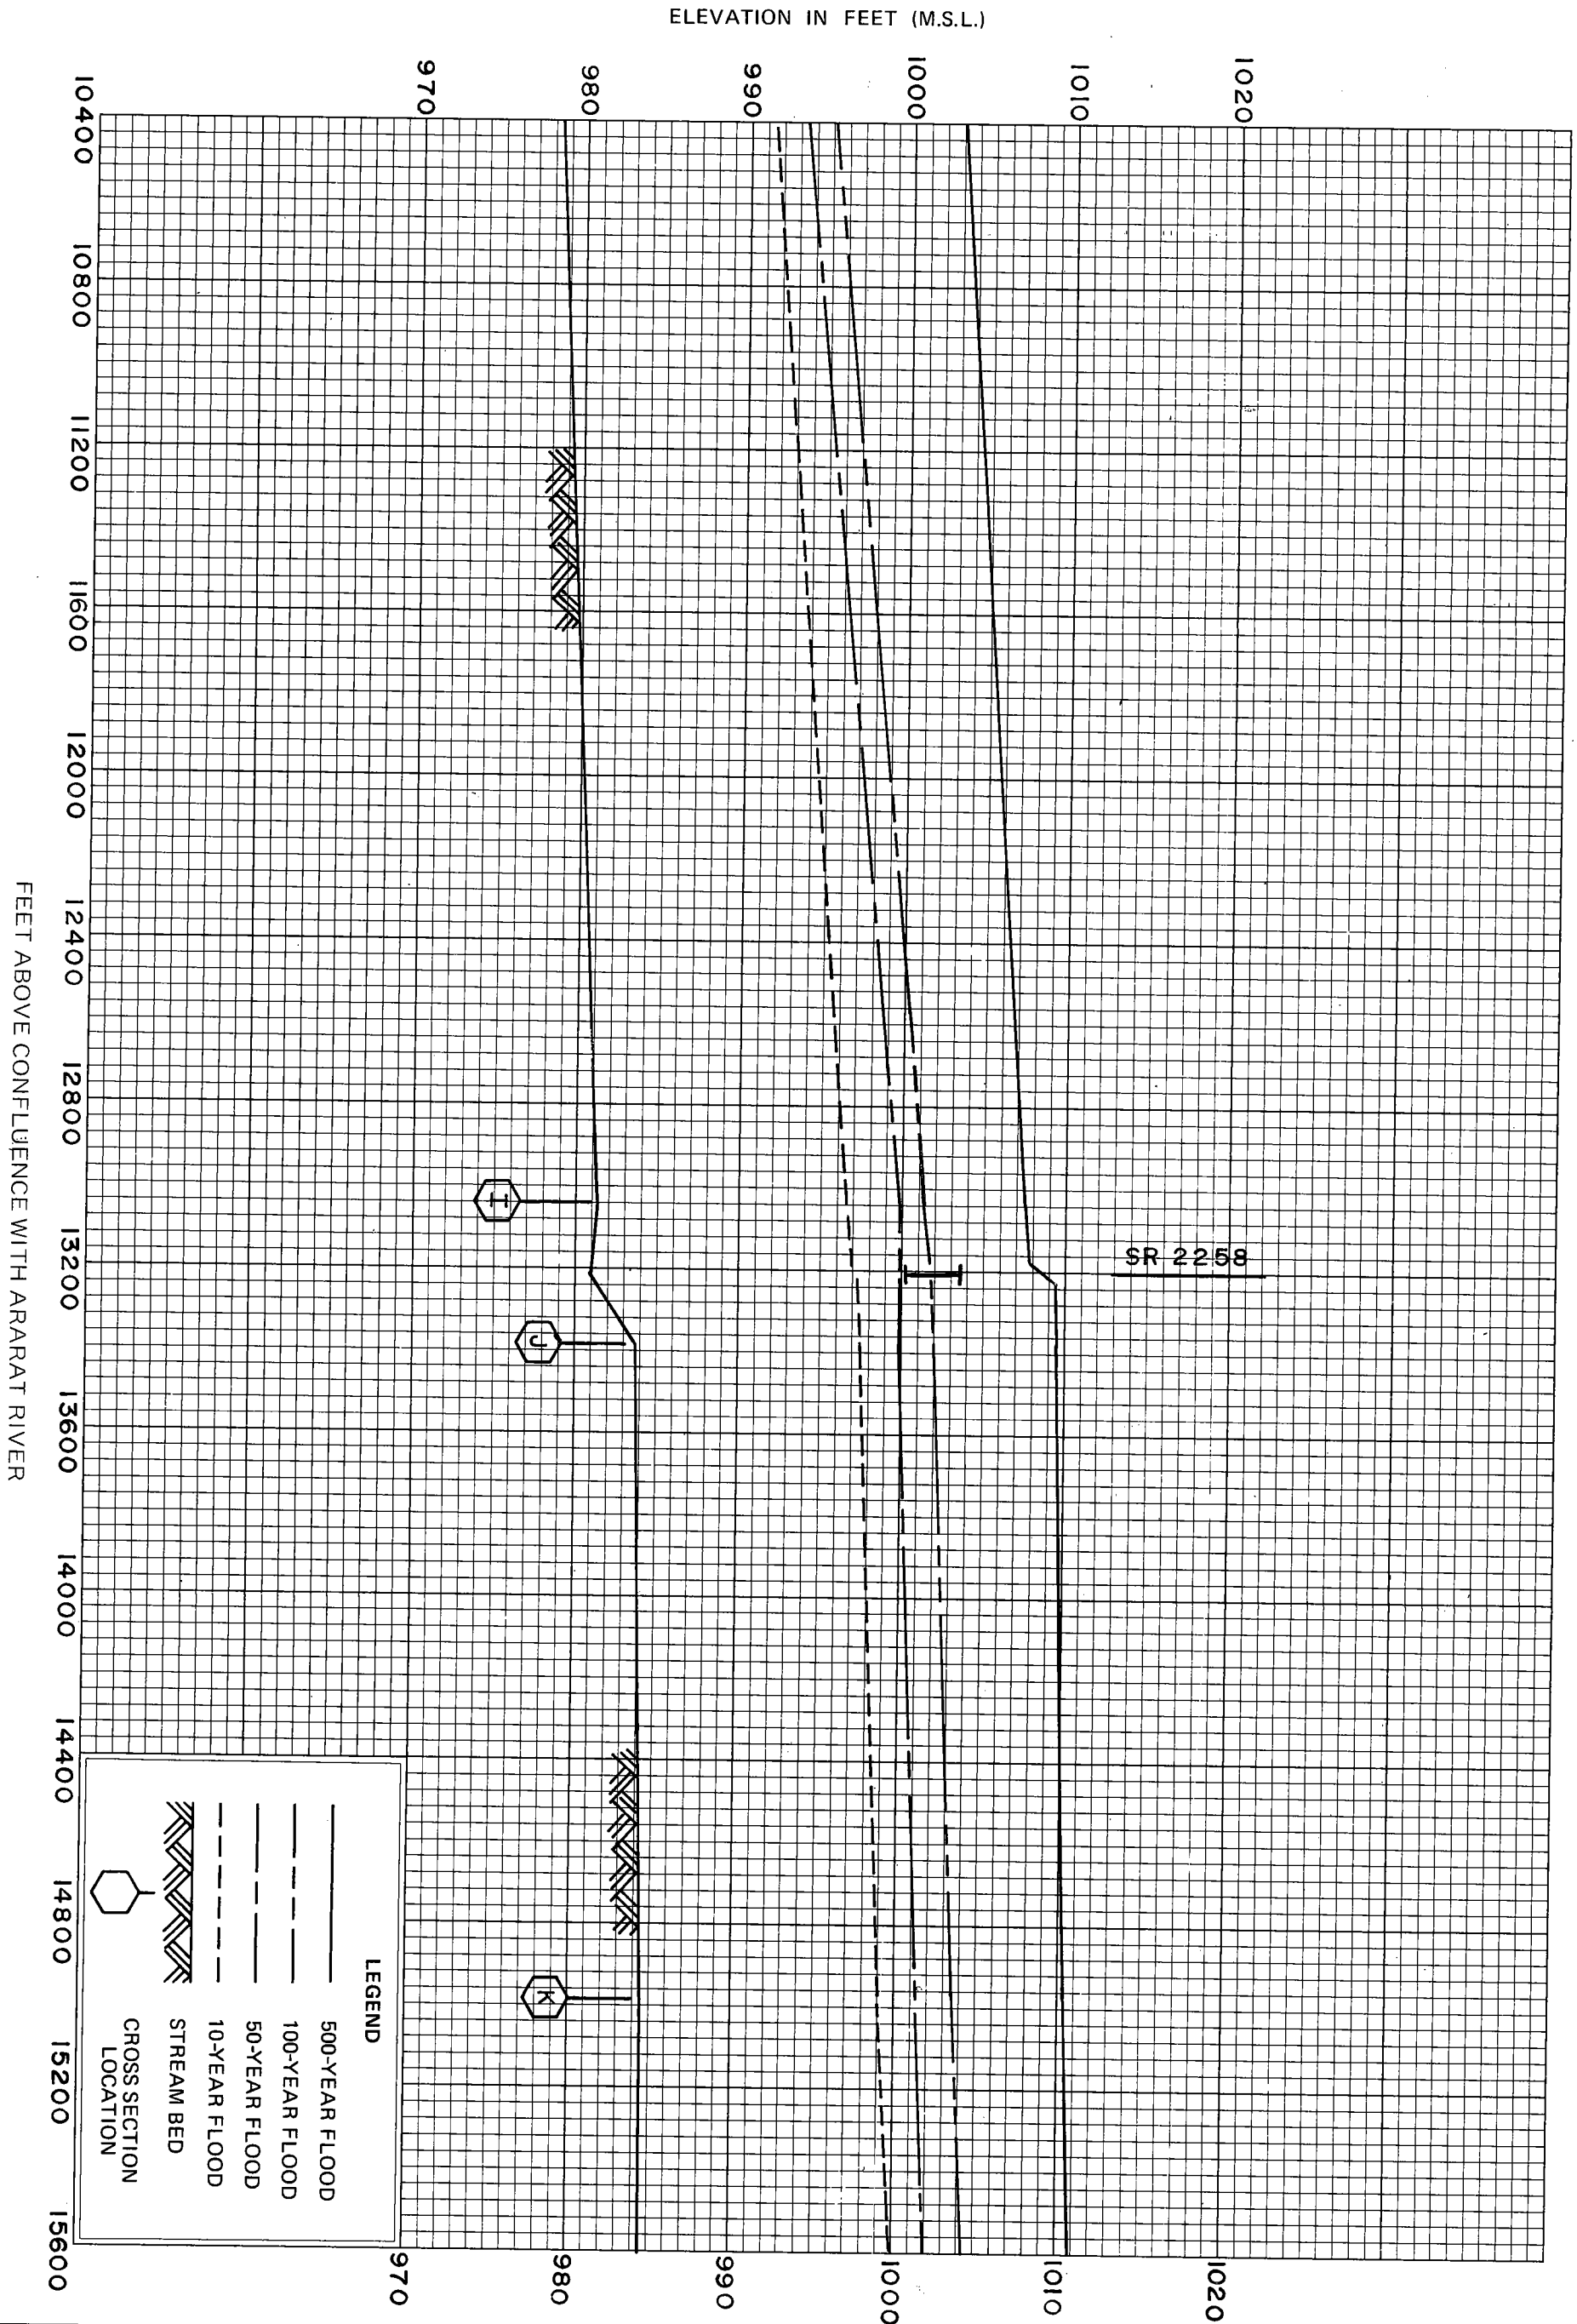 ELEVATION IN FEET (M.S.L.)
1020
1010
1000
990
980
970
10400
10800
11200
11600
12000
12400
12800
13200
13600
14000
14400
14800
15200
15600
FEET ABOVE CONFLUENCE WITH ARARAT RIVER
SR 2258
I
J
K
1020
1010
1000
990
980
970
LEGEND
500-YEAR FLOOD
100-YEAR FLOOD
50-YEAR FLOOD
10-YEAR FLOOD
STREAM BED
CROSS SECTION
LOCATION